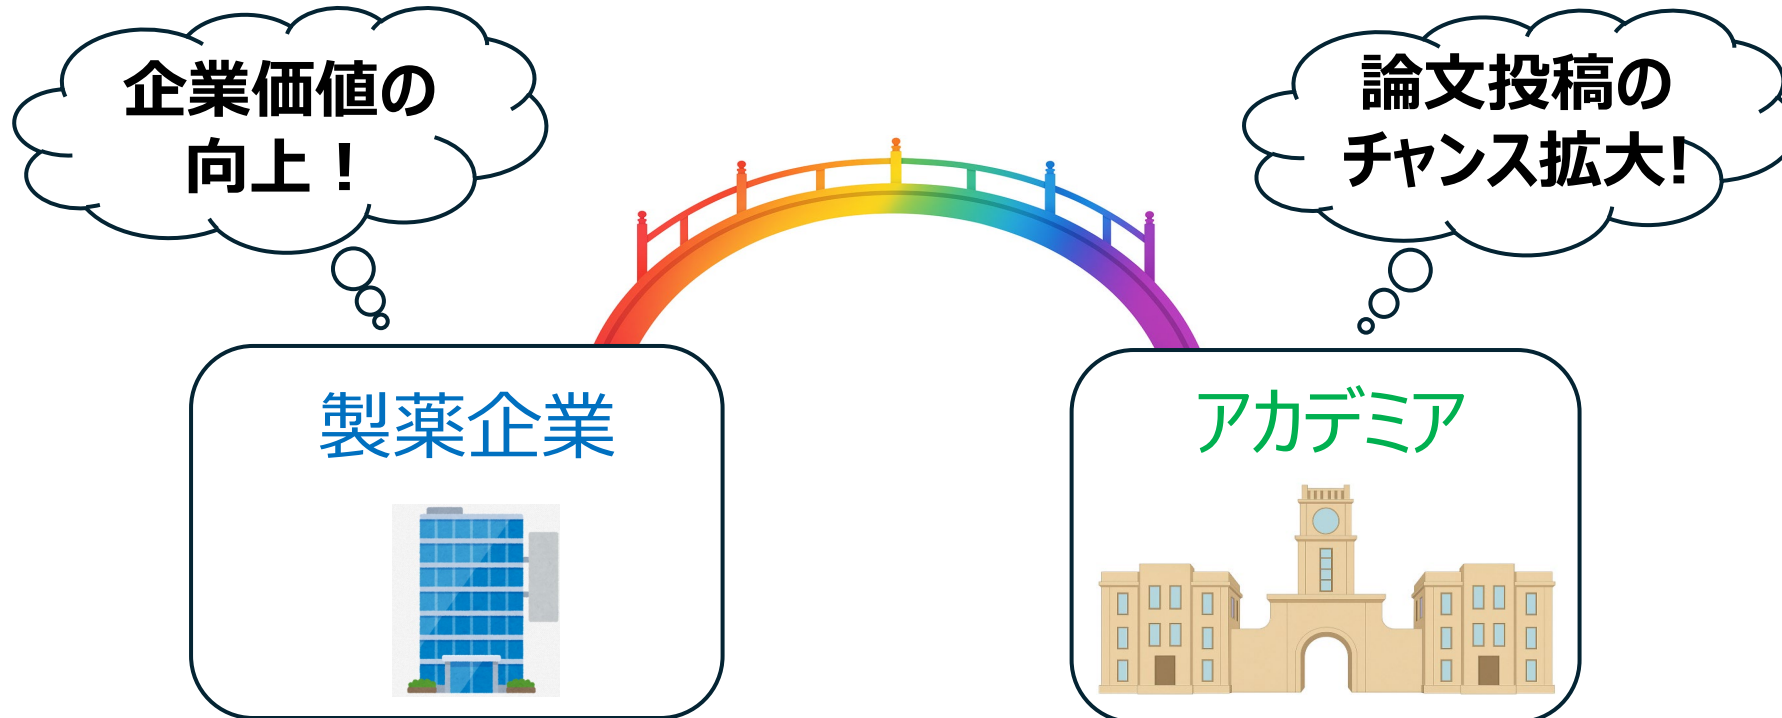 企業価値の
向上！
論文投稿の
チャンス拡大!
製薬企業
アカデミア